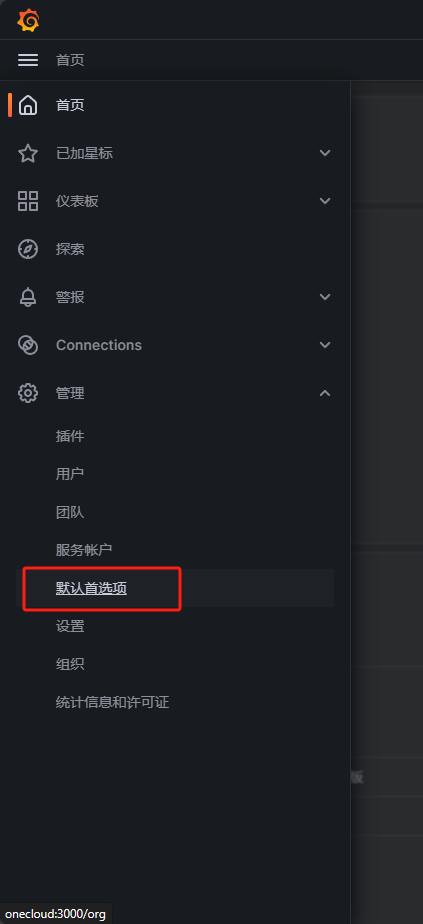 首页
首页
已加星标
仪表板
探索
警报
Connections
管理
插件
用户
团队
服务帐户
默认首选项
设置
组织
统计信息和许可证
版
onecloud:3000/org